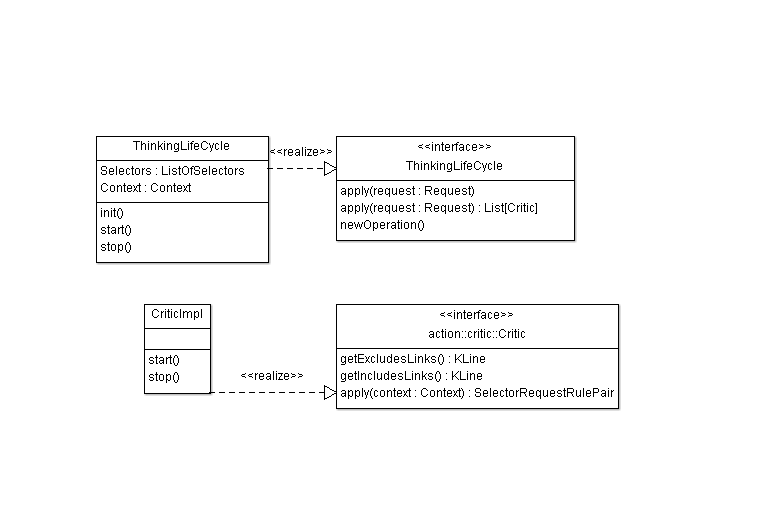 ThinkingLifeCycle
Selectors : ListOfSelectors
Context : Context
init()
start()
stop()
<<realize>>
<<interface>>
ThinkingLifeCycle
apply(request : Request)
apply(request : Request) : List[Critic]
newOperation()
CriticImpl
start()
stop()
<<realize>>
<<interface>>
action::critic::Critic
getExcludesLinks() : KLine
getIncludesLinks() : KLine
apply(context : Context) : SelectorRequestRulePair